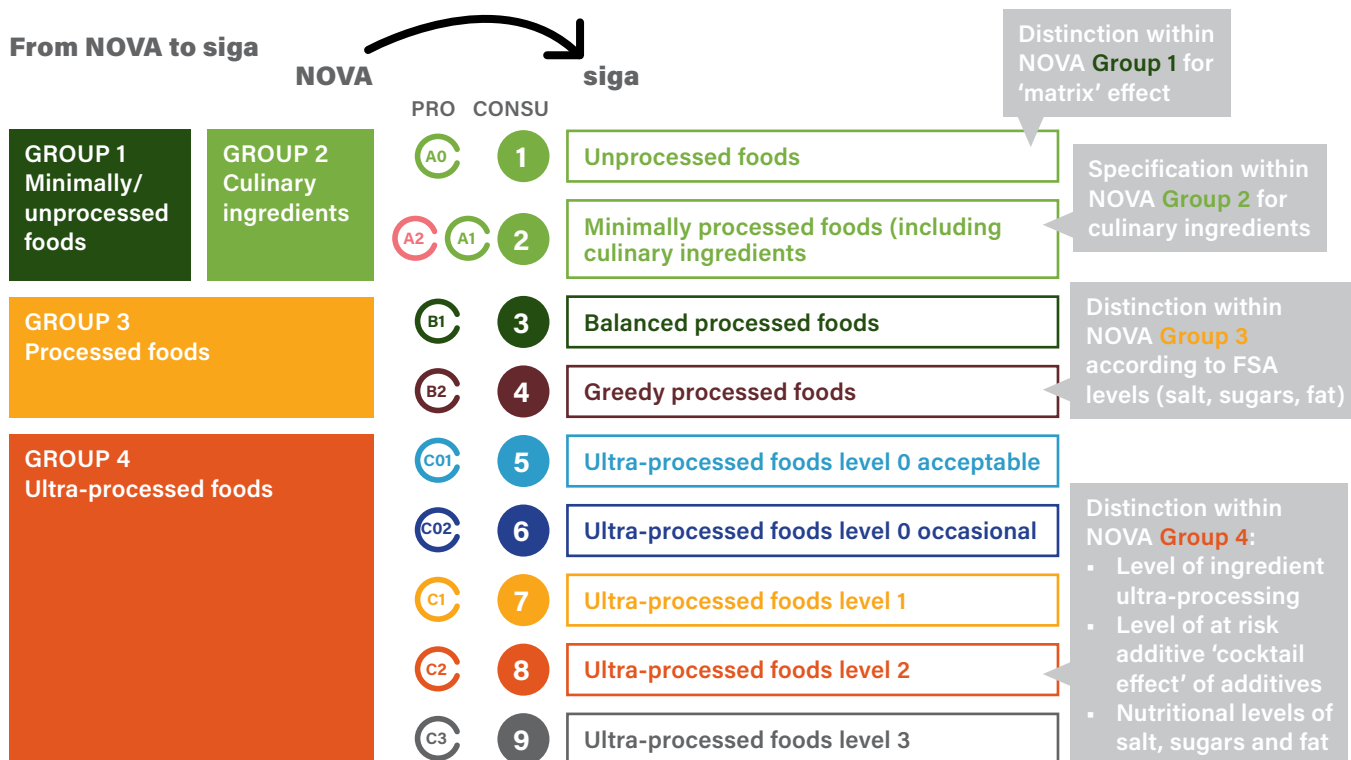 From NOVA to siga
NOVA
siga
PRO
CONSU
GROUP 1
Minimally/
unprocessed
foods
GROUP 2
Culinary
ingredients
GROUP 3
Processed foods
GROUP 4
Ultra-processed foods
A0
1
Unprocessed foods
A2
A1
2
Minimally processed foods (including
culinary ingredients
B1
3
Balanced processed foods
B2
4
Greedy processed foods
C01
5
Ultra-processed foods level 0 acceptable
C02
6
Ultra-processed foods level 0 occasional
C1
7
Ultra-processed foods level 1
C2
8
Ultra-processed foods level 2
C3
9
Ultra-processed foods level 3
Distinction within
NOVA Group 1 for
‘matrix’ effect
Specification within
NOVA Group 2 for
culinary ingredients
Distinction within
NOVA Group 3
according to FSA
levels (salt, sugars, fat)
Distinction within
NOVA Group 4:
▪ Level of ingredient
ultra-processing
▪ Level of at risk
additive ‘cocktail
effect’ of additives
▪ Nutritional levels of
salt, sugars and fat